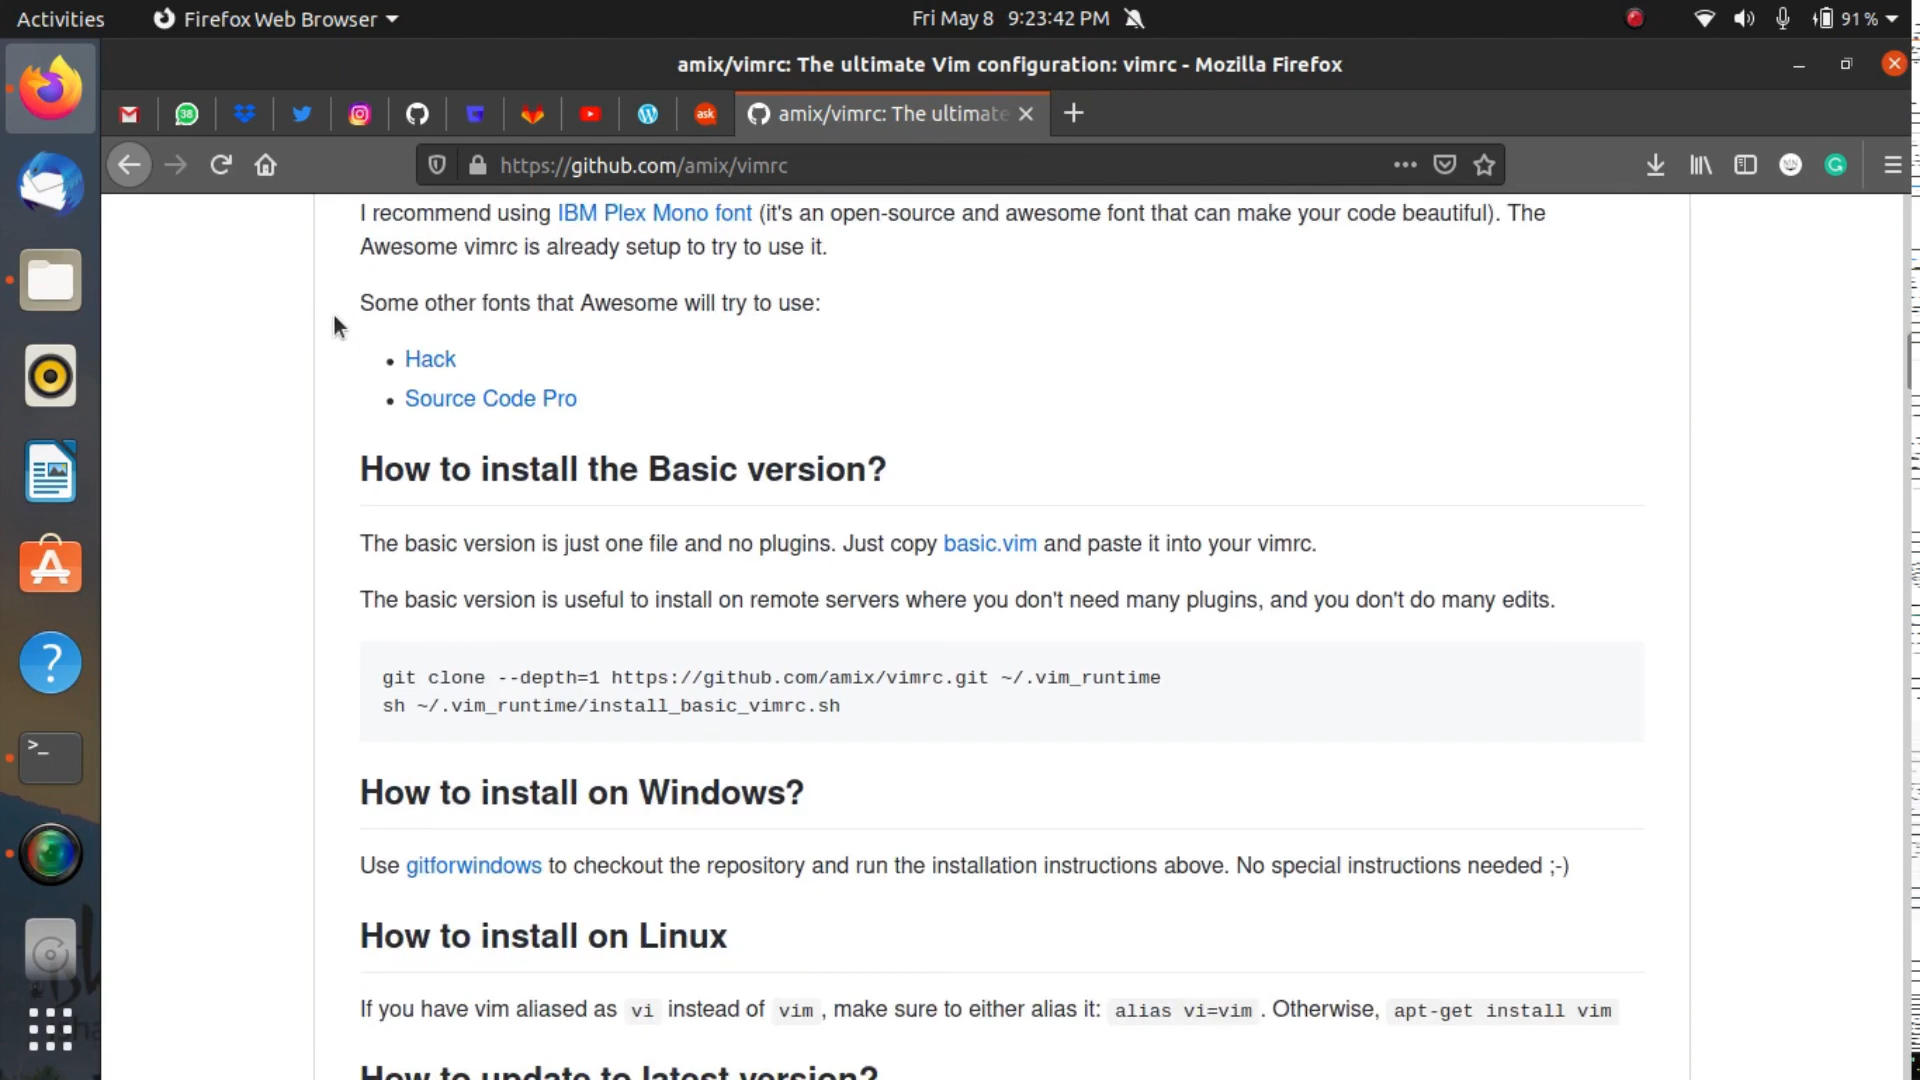 Activities Firefox Web Browser Fri May 8 9:23:42 PM 91 %
amix/vimrc: The ultimate Vim configuration: vimrc - Mozilla Firefox
38 ask amix/vimrc: The ultimate
https://github.com/amix/vimrc
I recommend using IBM Plex Mono font (it's an open-source and awesome font that can make your code beautiful). The
Awesome vimrc is already setup to try to use it.
Some other fonts that Awesome will try to use:
• Hack
• Source Code Pro
How to install the Basic version?
The basic version is just one file and no plugins. Just copy basic.vim and paste it into your vimrc.
The basic version is useful to install on remote servers where you don't need many plugins, and you don't do many edits.
git clone --depth=1 https://github.com/amix/vimrc.git ~/.vim_runtime
sh ~/.vim_runtime/install_basic_vimrc.sh
How to install on Windows?
Use gitforwindows to checkout the repository and run the installation instructions above. No special instructions needed ;-)
How to install on Linux
If you have vim aliased as vi instead of vim , make sure to either alias it: alias vi=vim . Otherwise, apt-get install vim
How to update to latest version?